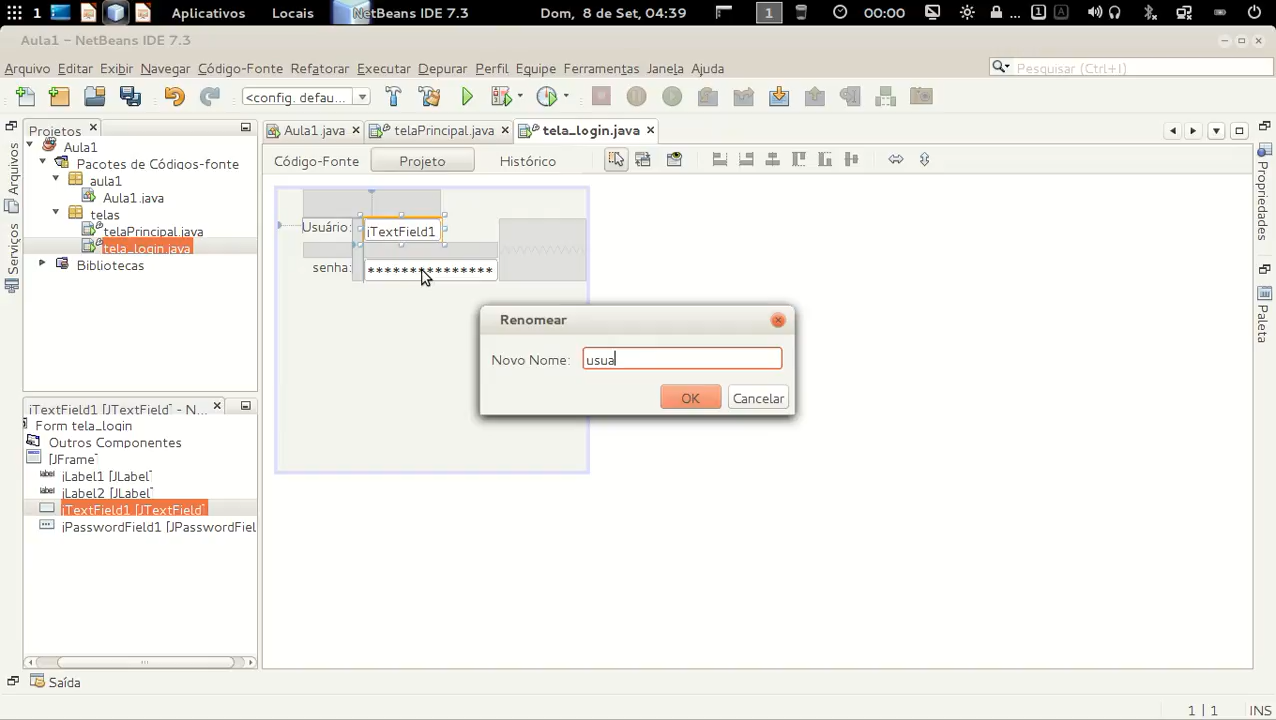 1
Aplicativos
Locais
NetBeans IDE 7.3
Dom, 8 de Set, 04:39
1
00:00
...
1
A
Aula1 – NetBeans IDE 7.3
Arquivo Editar Exibir Navegar Código-Fonte Refatorar Executar Depurar Perfil Equipe Ferramentas Janela Ajuda
Pesquisar (Ctrl+I)
<config. defau...
Projetos
Aula1.java
telaPrincipal.java
tela_login.java
Código-Fonte
Projeto
Histórico
Aula1
Pacotes de Códigos-fonte
aula1
Aula1.java
telas
telaPrincipal.java
tela_login.java
Bibliotecas
Arquivos
Serviços
Usuário:
jTextField1
senha:
***************
Renomear
Novo Nome:
usua
OK
Cancelar
Propriedades
Paleta
jTextField1 [JTextField] - N...
Form tela_login
Outros Componentes
[JFrame]
jLabel1 [JLabel]
jLabel2 [JLabel]
jTextField1 [JTextField]
jPasswordField1 [JPasswordFiel
Saída
1 | 1
INS